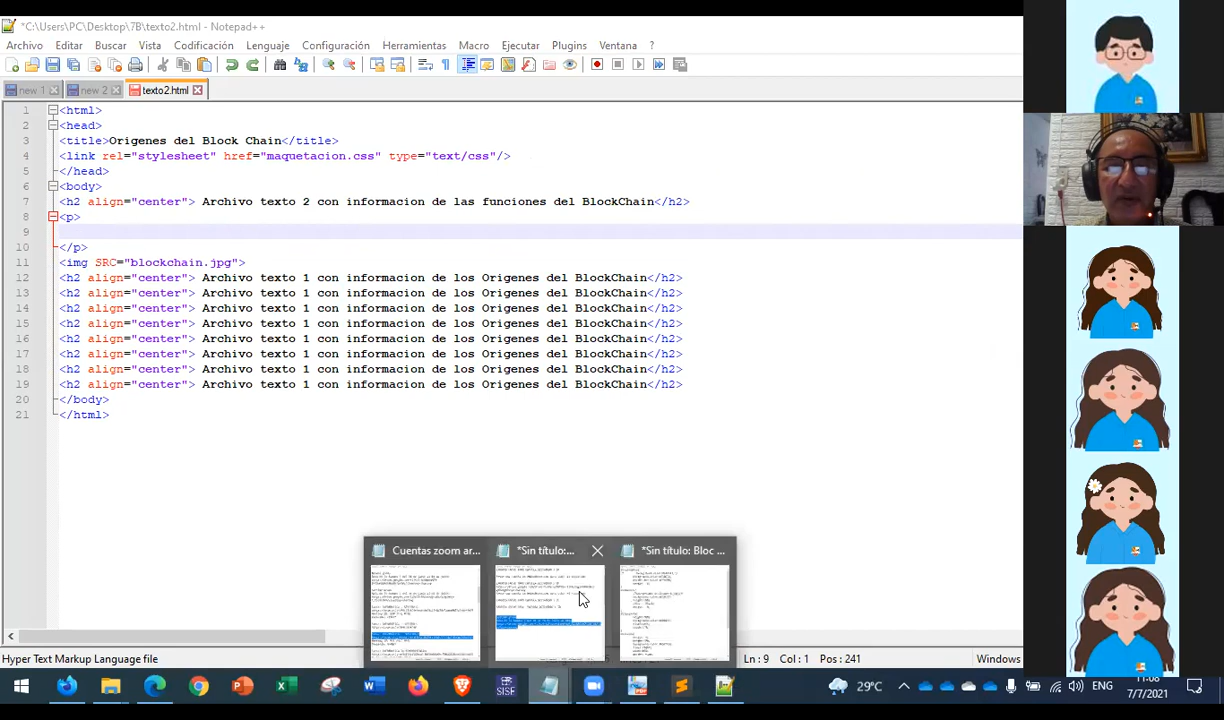 *C:\Users\PC\Desktop\7B\texto2.html - Notepad++
Archivo Editar Buscar Vista Codificación Lenguaje Configuración Herramientas Macro Ejecutar Plugins Ventana ?
new 1 new 2 texto2.html
1 <html>
2 <head>
3 <title>Origenes del Block Chain</title>
4 <link rel="stylesheet" href="maquetacion.css" type="text/css"/>
5 </head>
6 <body>
7 <h2 align="center"> Archivo texto 2 con informacion de las funciones del BlockChain</h2>
8 <p>
9
10 </p>
11 <img SRC="blockchain.jpg">
12 <h2 align="center"> Archivo texto 1 con informacion de los Origenes del BlockChain</h2>
13 <h2 align="center"> Archivo texto 1 con informacion de los Origenes del BlockChain</h2>
14 <h2 align="center"> Archivo texto 1 con informacion de los Origenes del BlockChain</h2>
15 <h2 align="center"> Archivo texto 1 con informacion de los Origenes del BlockChain</h2>
16 <h2 align="center"> Archivo texto 1 con informacion de los Origenes del BlockChain</h2>
17 <h2 align="center"> Archivo texto 1 con informacion de los Origenes del BlockChain</h2>
18 <h2 align="center"> Archivo texto 1 con informacion de los Origenes del BlockChain</h2>
19 <h2 align="center"> Archivo texto 1 con informacion de los Origenes del BlockChain</h2>
20 </body>
21 </html>
Cuentas zoom ar... *Sin título:... *Sin título: Bloc ...
Hyper Text Markup Language file Ln : 9 Col : 1 Pos : 241 Windows
SISF 29°C ENG 11:08
7/7/2021